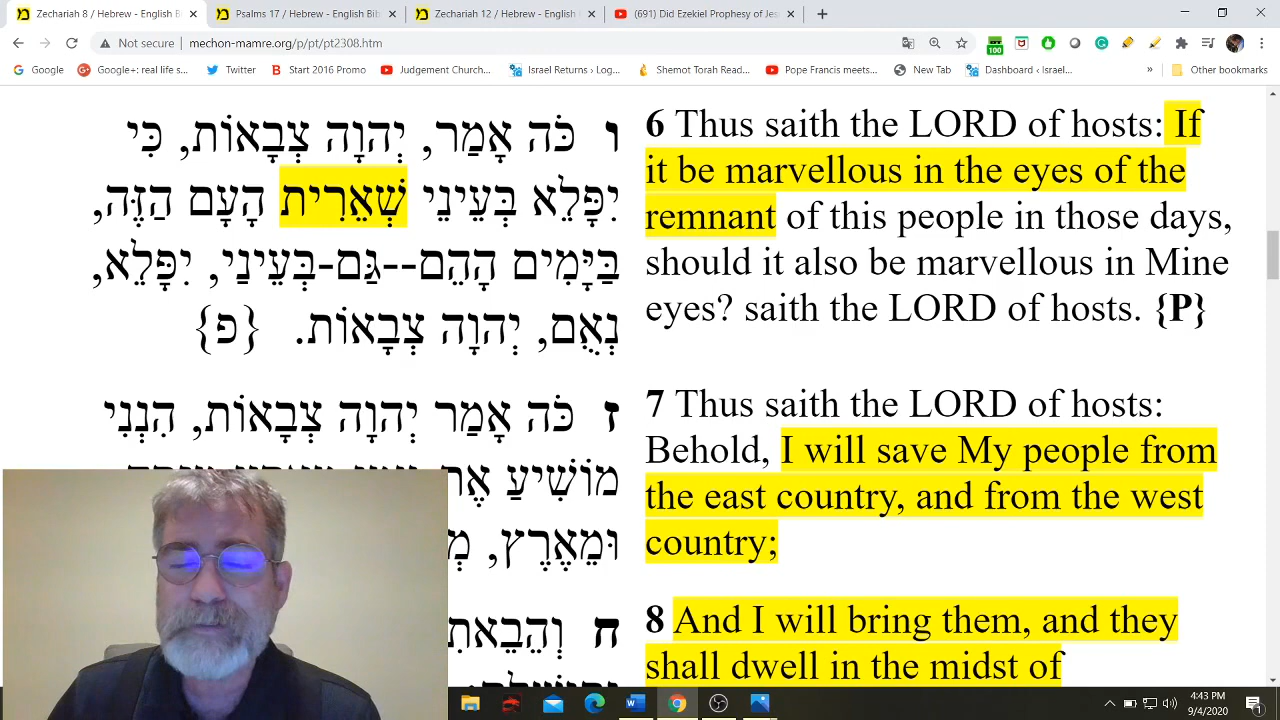 Zechariah 8 / Hebrew - English B
Psalms 17 / Hebrew - English Bib
Zechariah 12 / Hebrew - English
(691) Did Ezekiel Prophesy of Jes
Not secure | mechon-mamre.org/p/pt/pt2308.htm
100
Google
Google+: real life s...
Twitter
Start 2016 Promo
Judgement Church...
Israel Returns › Log...
Shemot Torah Read...
Pope Francis meets...
New Tab
Dashboard ‹ Israel...
»
Other bookmarks
ו כֹּה אָמַר, יְהוָה צְבָאוֹת, כִּי
יִפָּלֵא בְּעֵינֵי שְׁאֵרִית הָעָם הַזֶּה,
בַּיָּמִים הָהֵם--גַּם-בְּעֵינַי, יִפָּלֵא,
נְאֻם, יְהוָה צְבָאוֹת. {פ}
6 Thus saith the LORD of hosts: If
it be marvellous in the eyes of the
remnant of this people in those days,
should it also be marvellous in Mine
eyes? saith the LORD of hosts. {P}
ז כֹּה אָמַר יְהוָה צְבָאוֹת, הִנְנִי
מוֹשִׁיעַ
וּמֵאֶרֶץ,
7 Thus saith the LORD of hosts:
Behold, I will save My people from
the east country, and from the west
country;
ח
8 And I will bring them, and they
shall dwell in the midst of
4:43 PM
9/4/2020
1